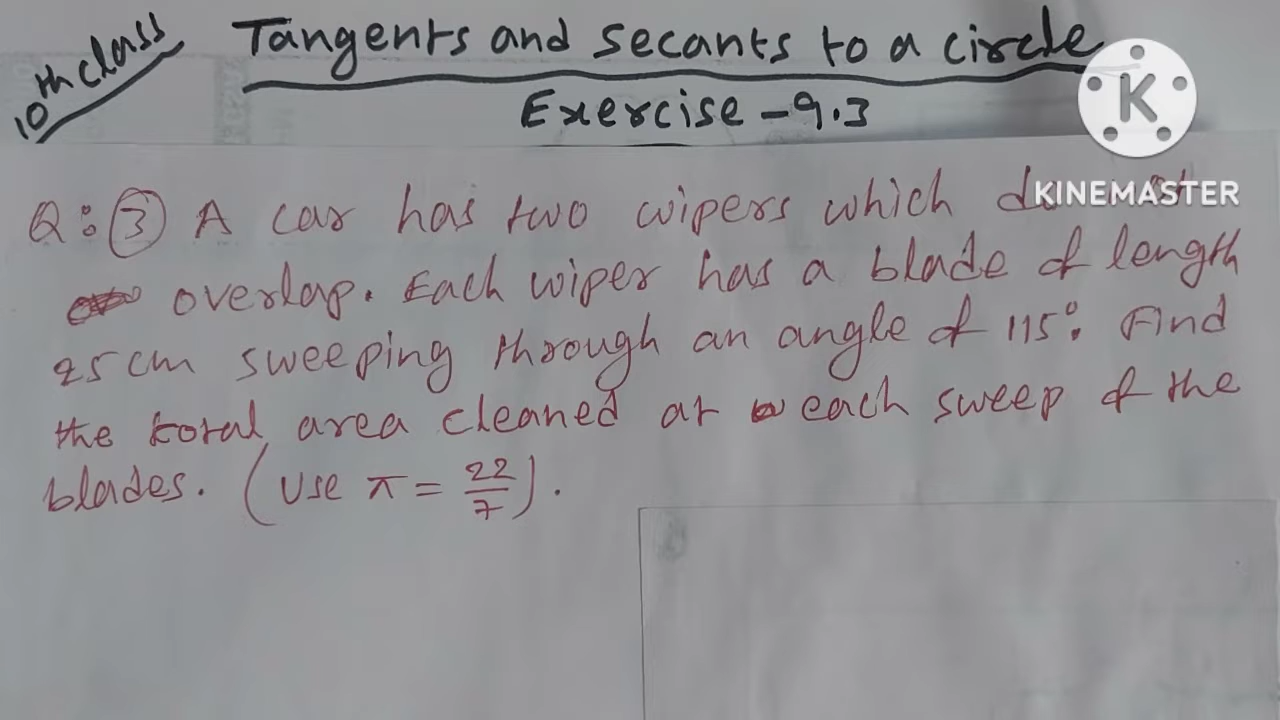 10th class
Tangents and secants to a circle
Exercise - 9.3
K
KINEMASTER
Q: 3 A car has two wipers which do not
overlap. Each wiper has a blade of length
25 cm sweeping through an angle of 115°. Find
the total area cleaned at each sweep of the
blades. (Use π = 22/7).